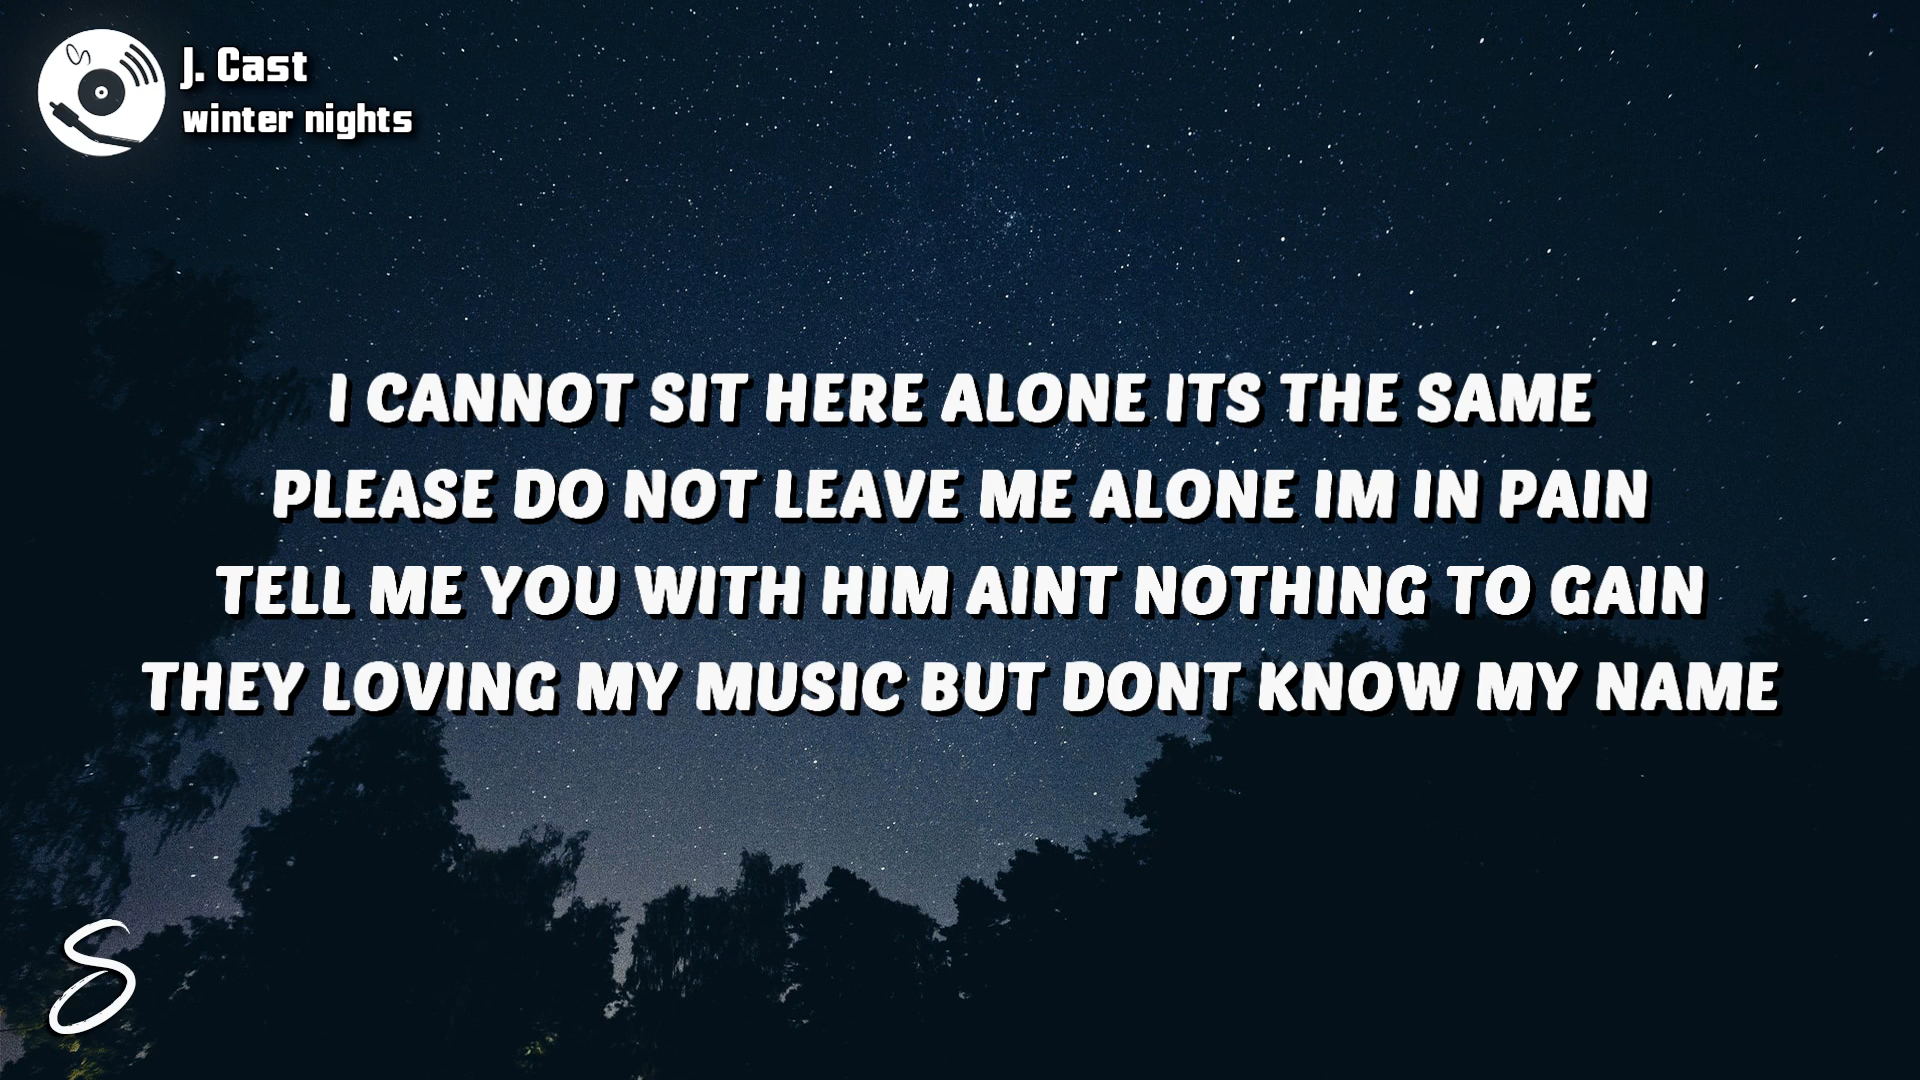 J. Cast
winter nights
I CANNOT SIT HERE ALONE ITS THE SAME
PLEASE DO NOT LEAVE ME ALONE IM IN PAIN
TELL ME YOU WITH HIM AINT NOTHING TO GAIN
THEY LOVING MY MUSIC BUT DONT KNOW MY NAME
S